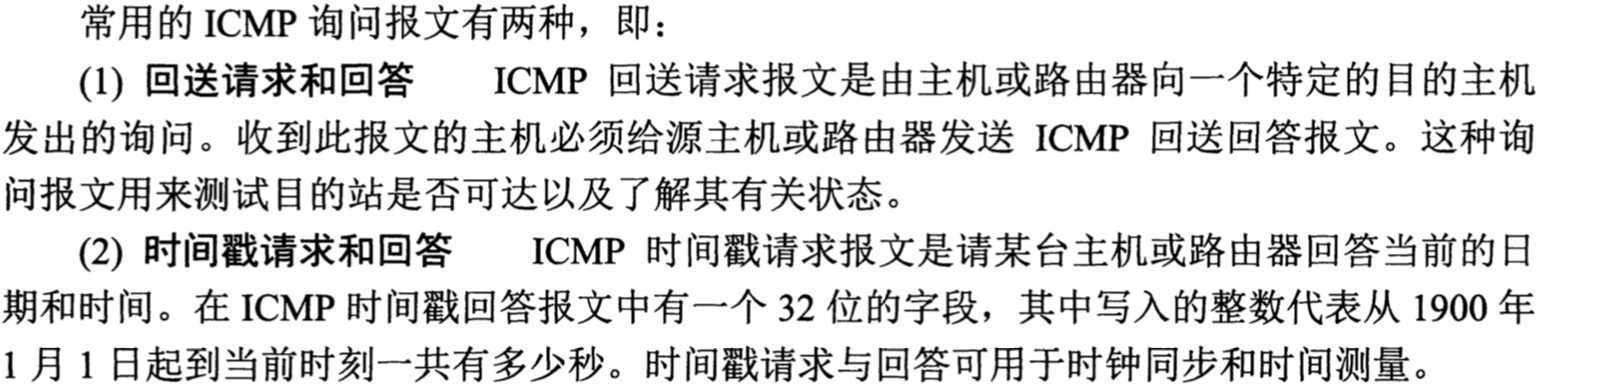 常用的 ICMP 询问报文有两种，即：
(1) 回送请求和回答 ICMP 回送请求报文是由主机或路由器向一个特定的目的主机
发出的询问。收到此报文的主机必须给源主机或路由器发送 ICMP 回送回答报文。这种询
问报文用来测试目的站是否可达以及了解其有关状态。
(2) 时间戳请求和回答 ICMP 时间戳请求报文是请某台主机或路由器回答当前的日
期和时间。在 ICMP 时间戳回答报文中有一个 32 位的字段，其中写入的整数代表从 1900 年
1 月 1 日起到当前时刻一共有多少秒。时间戳请求与回答可用于时钟同步和时间测量。